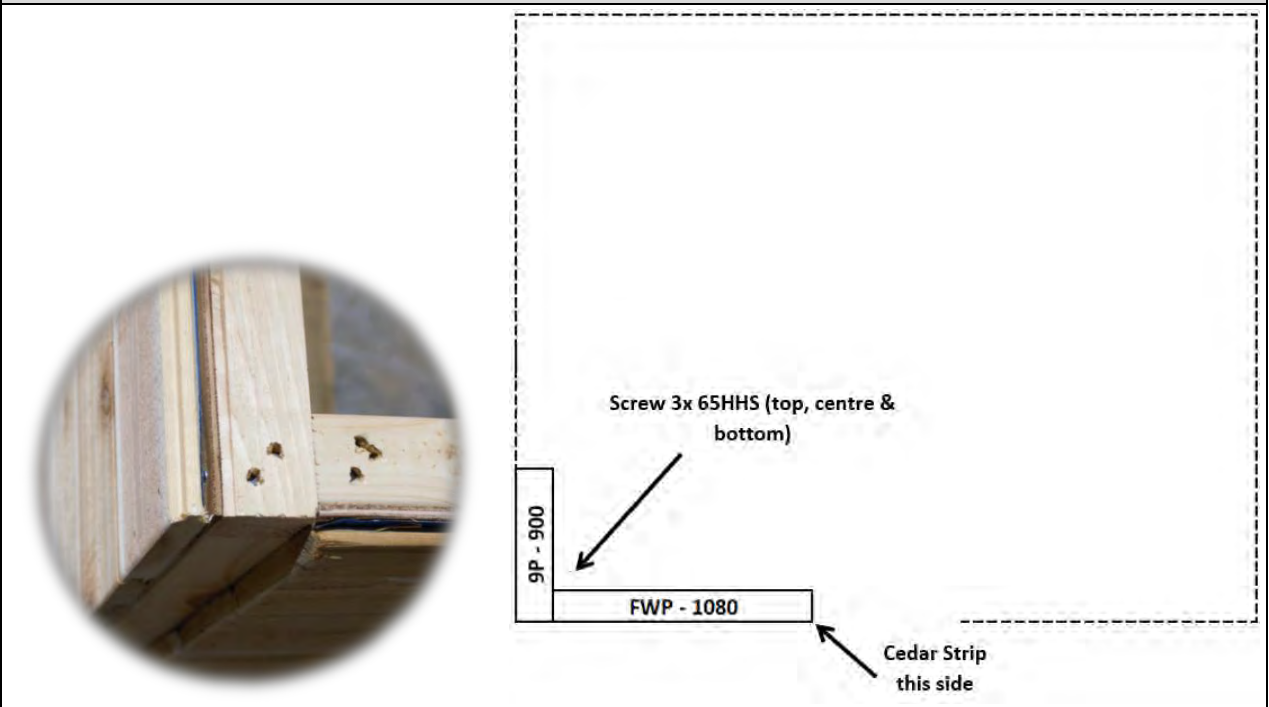 Screw 3x 65HHS (top, centre &
bottom)
9P - 900
FWP - 1080
Cedar Strip
this side